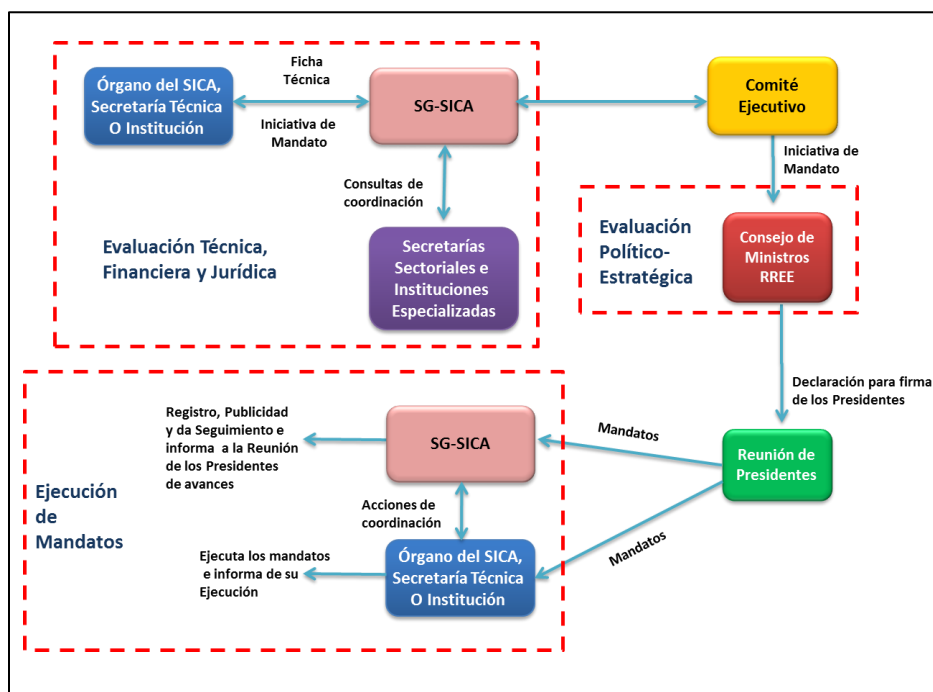 Órgano del SICA,
Secretaría Técnica
O Institución
Ficha
Técnica
Iniciativa de
Mandato
SG-SICA
Comité
Ejecutivo
Consultas de
coordinación
Iniciativa de
Mandato
Evaluación Técnica,
Financiera y Jurídica
Secretarías
Sectoriales e
Instituciones
Especializadas
Evaluación
Político-
Estratégica
Consejo de
Ministros
RREE
Declaración para firma
de los Presidentes
Registro, Publicidad
y da Seguimiento e
informa a la Reunión
de los Presidentes
de avances
SG-SICA
Mandatos
Reunión de
Presidentes
Ejecución
de
Mandatos
Acciones de
coordinación
Mandatos
Ejecuta los mandatos
e informa de su
Ejecución
Órgano del SICA,
Secretaría Técnica
O Institución